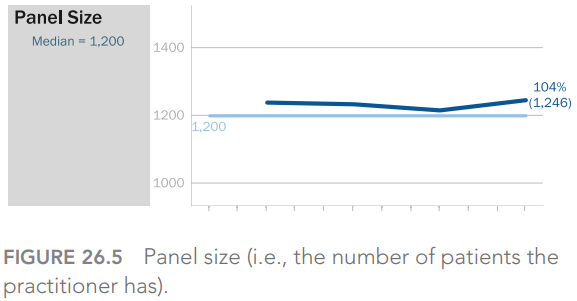 Panel Size
Median = 1,200
1400
1200
1000
1,200
104%
(1,246)
FIGURE 26.5 Panel size (i.e., the number of patients the
practitioner has).